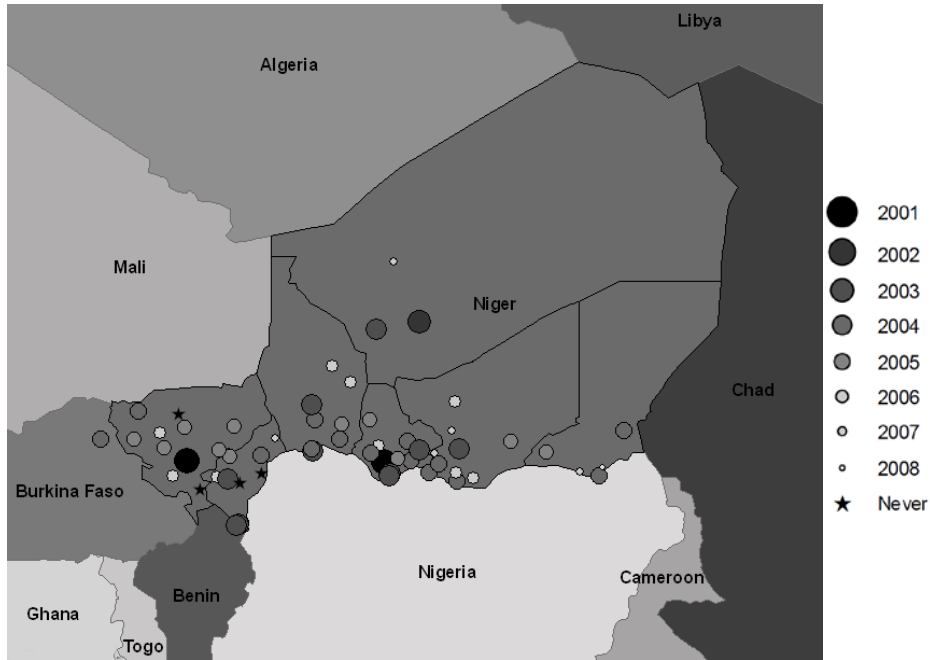 Libya
Algeria
Mali
Niger
Chad
Burkina Faso
Nigeria
Cameroon
Benin
Ghana
Togo
2001
2002
2003
2004
2005
2006
2007
2008
Never